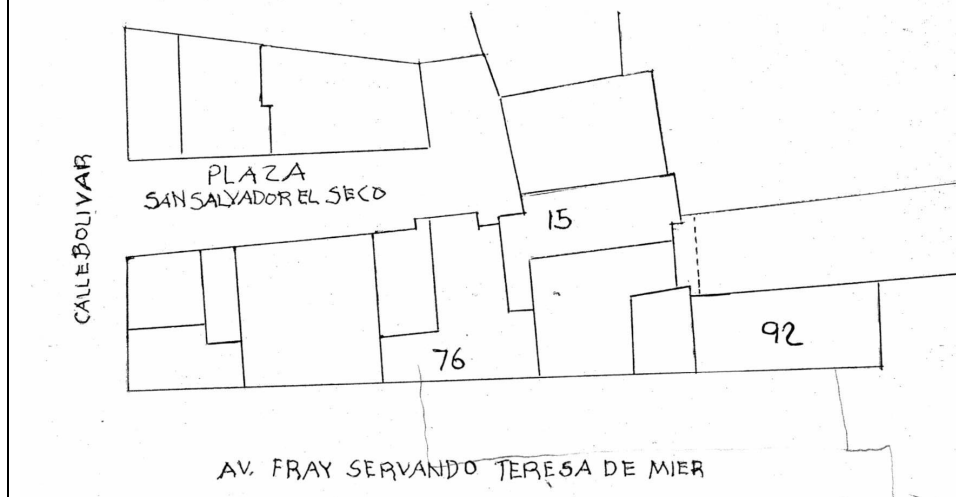 PLAZA
SAN SALVADOR EL SECO
CALLE BOLIVAR
15
76
92
AV. FRAY SERVANDO TERESA DE MIER